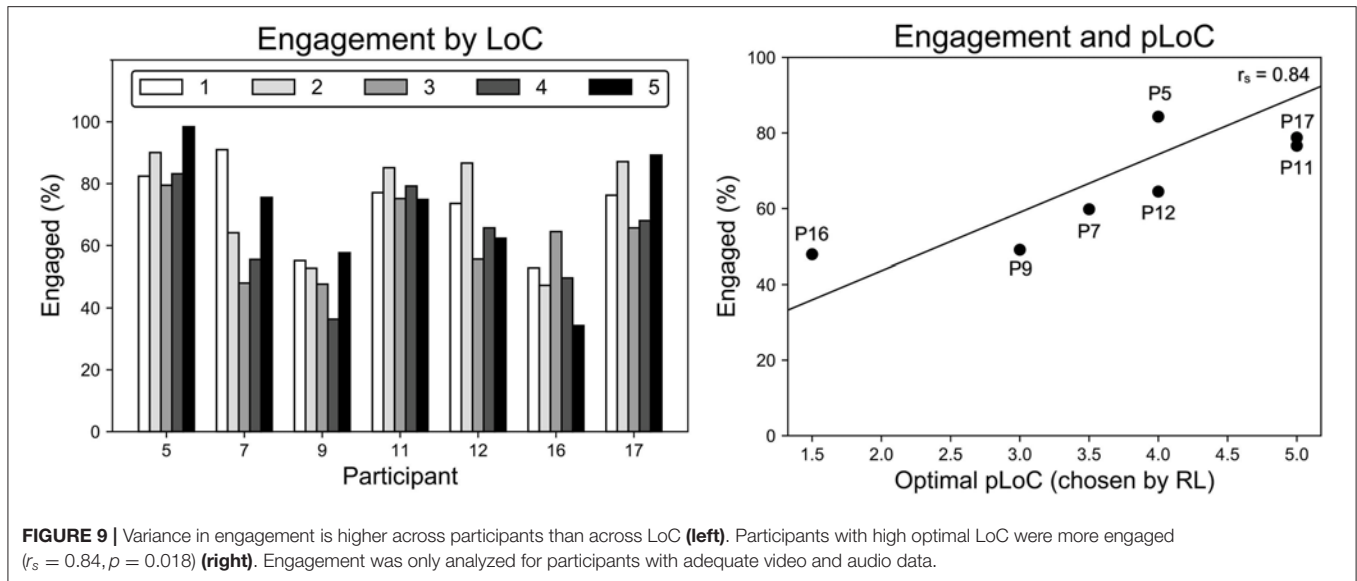 Engagement by LoC
1 2 3 4 5
Engaged (%)
100
80
60
40
20
0
5 7 9 11 12 16 17
Participant
Engagement and pLoC
rs = 0.84
Engaged (%)
100
80
60
40
20
0
P5
P17
P11
P12
P7
P16
P9
1.5 2.0 2.5 3.0 3.5 4.0 4.5 5.0
Optimal pLoC (chosen by RL)
FIGURE 9 | Variance in engagement is higher across participants than across LoC (left). Participants with high optimal LoC were more engaged
(rs = 0.84, p = 0.018) (right). Engagement was only analyzed for participants with adequate video and audio data.